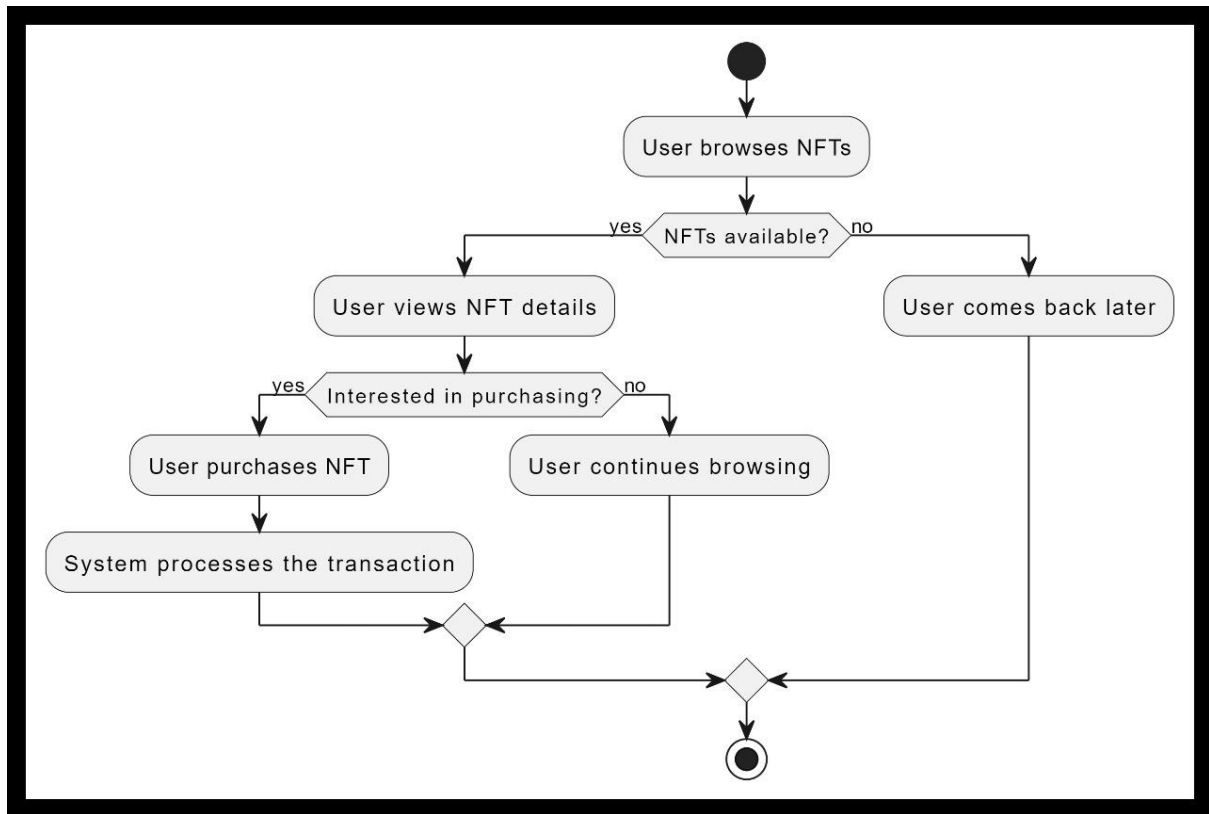 User browses NFTs
yes
NFTs available?
no
User views NFT details
User comes back later
yes
Interested in purchasing?
no
User purchases NFT
User continues browsing
System processes the transaction